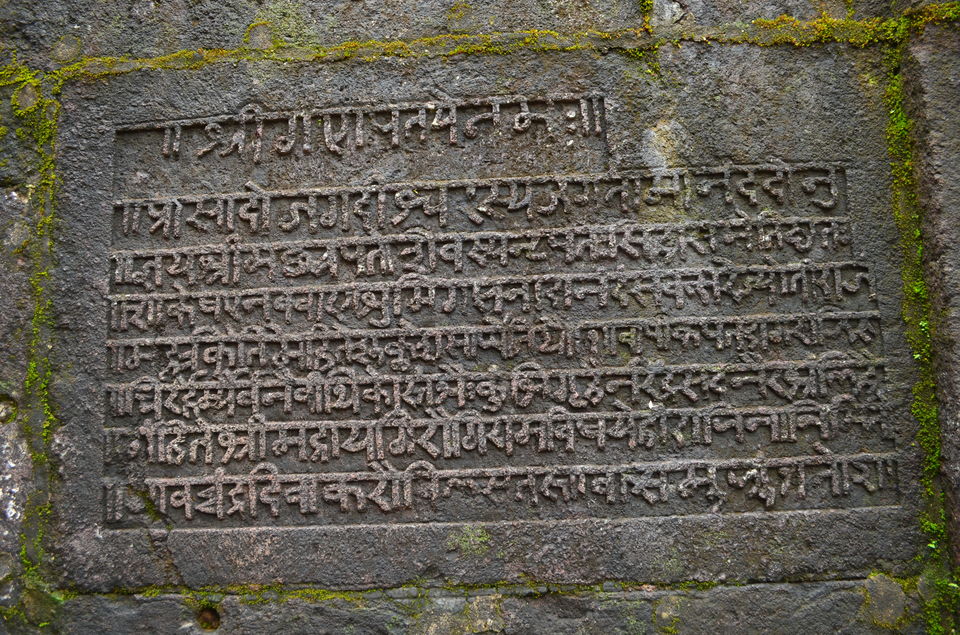 ॥ श्रीगणपतये नमः॥
॥प्रासादो जगदीश्वरस्य जगतामानंददोनु
॥ज्ञया श्रीमच्छत्रपतेः शिवस्य नृपतेः सिंहासने तिष्ठतः
॥शाके षण्णवबाणभूमिगणनादानन्दसंवत्सरे ज्योतीराज
॥मुहूर्तकीर्तिमहिते शुक्लेशसार्पे तिथौ वापीकूपतडागराजिरु
॥चिरं रम्यं वनं वीथिकौ स्तंभैः कुंभिगृहे नरेन्द्रसदनैरभ्रंलिहै
र्मीहिते श्रीमद्रायगिरौ गिरामविषये हीराजिना नि
॥यावच्चंद्रदिवाकरौ विलसतस्तावत्समुज्जृंभते